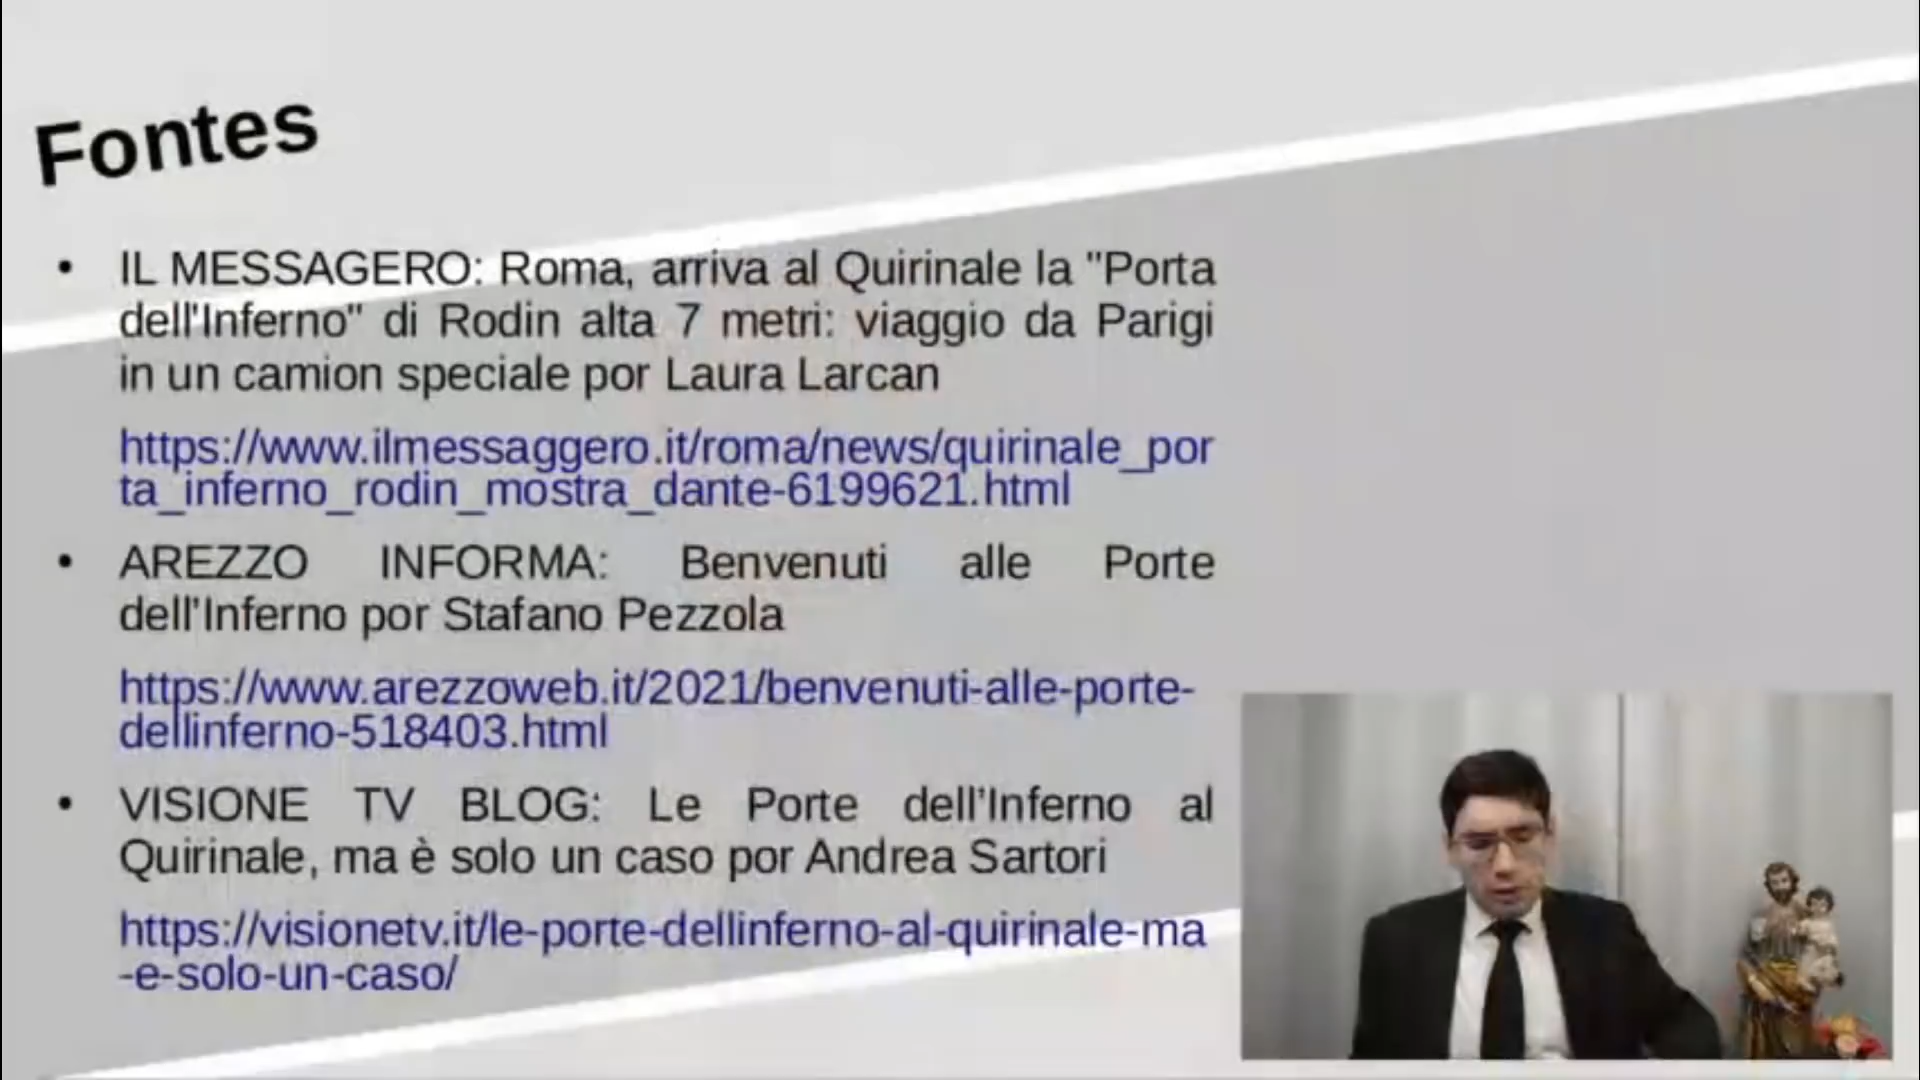 Fontes
IL MESSAGERO: Roma, arriva al Quirinale la "Porta
dell'Inferno" di Rodin alta 7 metri: viaggio da Parigi
in un camion speciale por Laura Larcan
https://www.ilmessaggero.it/roma/news/quirinale_por
ta_inferno_rodin_mostra_dante-6199621.html
AREZZO INFORMA: Benvenuti alle Porte
dell'Inferno por Stafano Pezzola
https://www.arezzoweb.it/2021/benvenuti-alle-porte-
dellinferno-518403.html
VISIONE TV BLOG: Le Porte dell'Inferno al
Quirinale, ma è solo un caso por Andrea Sartori
https://visionetv.it/le-porte-dellinferno-al-quirinale-ma
-e-solo-un-caso/